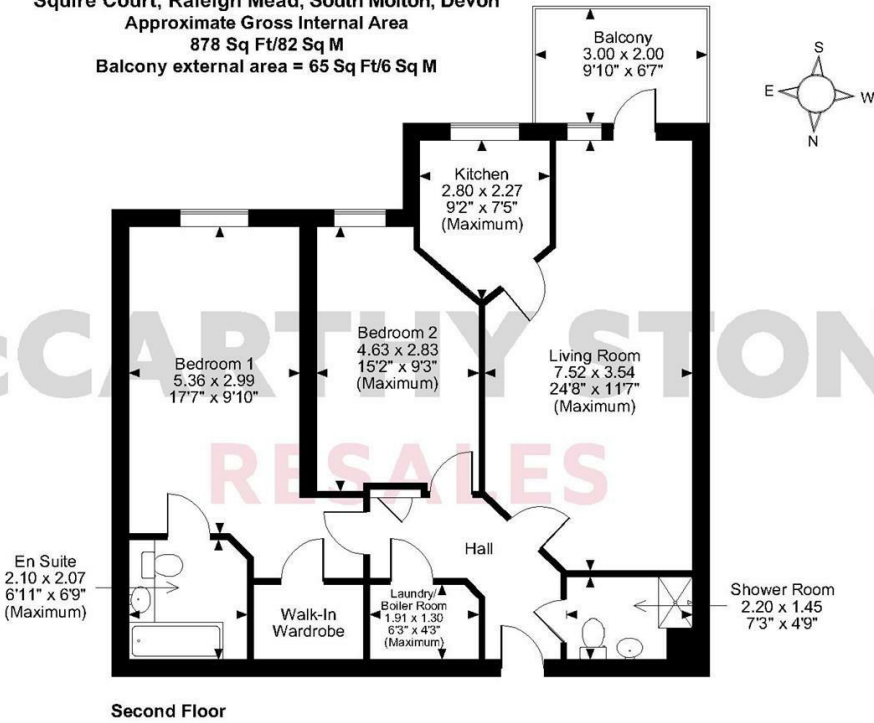 Squire Court, Raleigh Mead, South Molton, Devon
Approximate Gross Internal Area
878 Sq Ft/82 Sq M
Balcony external area = 65 Sq Ft/6 Sq M
Balcony
3.00 x 2.00
9'10" x 6'7"
S
E
W
N
Kitchen
2.80 x 2.27
9'2" x 7'5"
(Maximum)
Bedroom 1
5.36 x 2.99
17'7" x 9'10"
Bedroom 2
4.63 x 2.83
15'2" x 9'3"
(Maximum)
Living Room
7.52 x 3.54
24'8" x 11'7"
(Maximum)
cCARTHY STON
RESALES
Hall
En Suite
2.10 x 2.07
6'11" x 6'9"
(Maximum)
Walk-In
Wardrobe
Laundry/
Boiler Room
1.91 x 1.30
6'3" x 4'3"
(Maximum)
Shower Room
2.20 x 1.45
7'3" x 4'9"
Second Floor